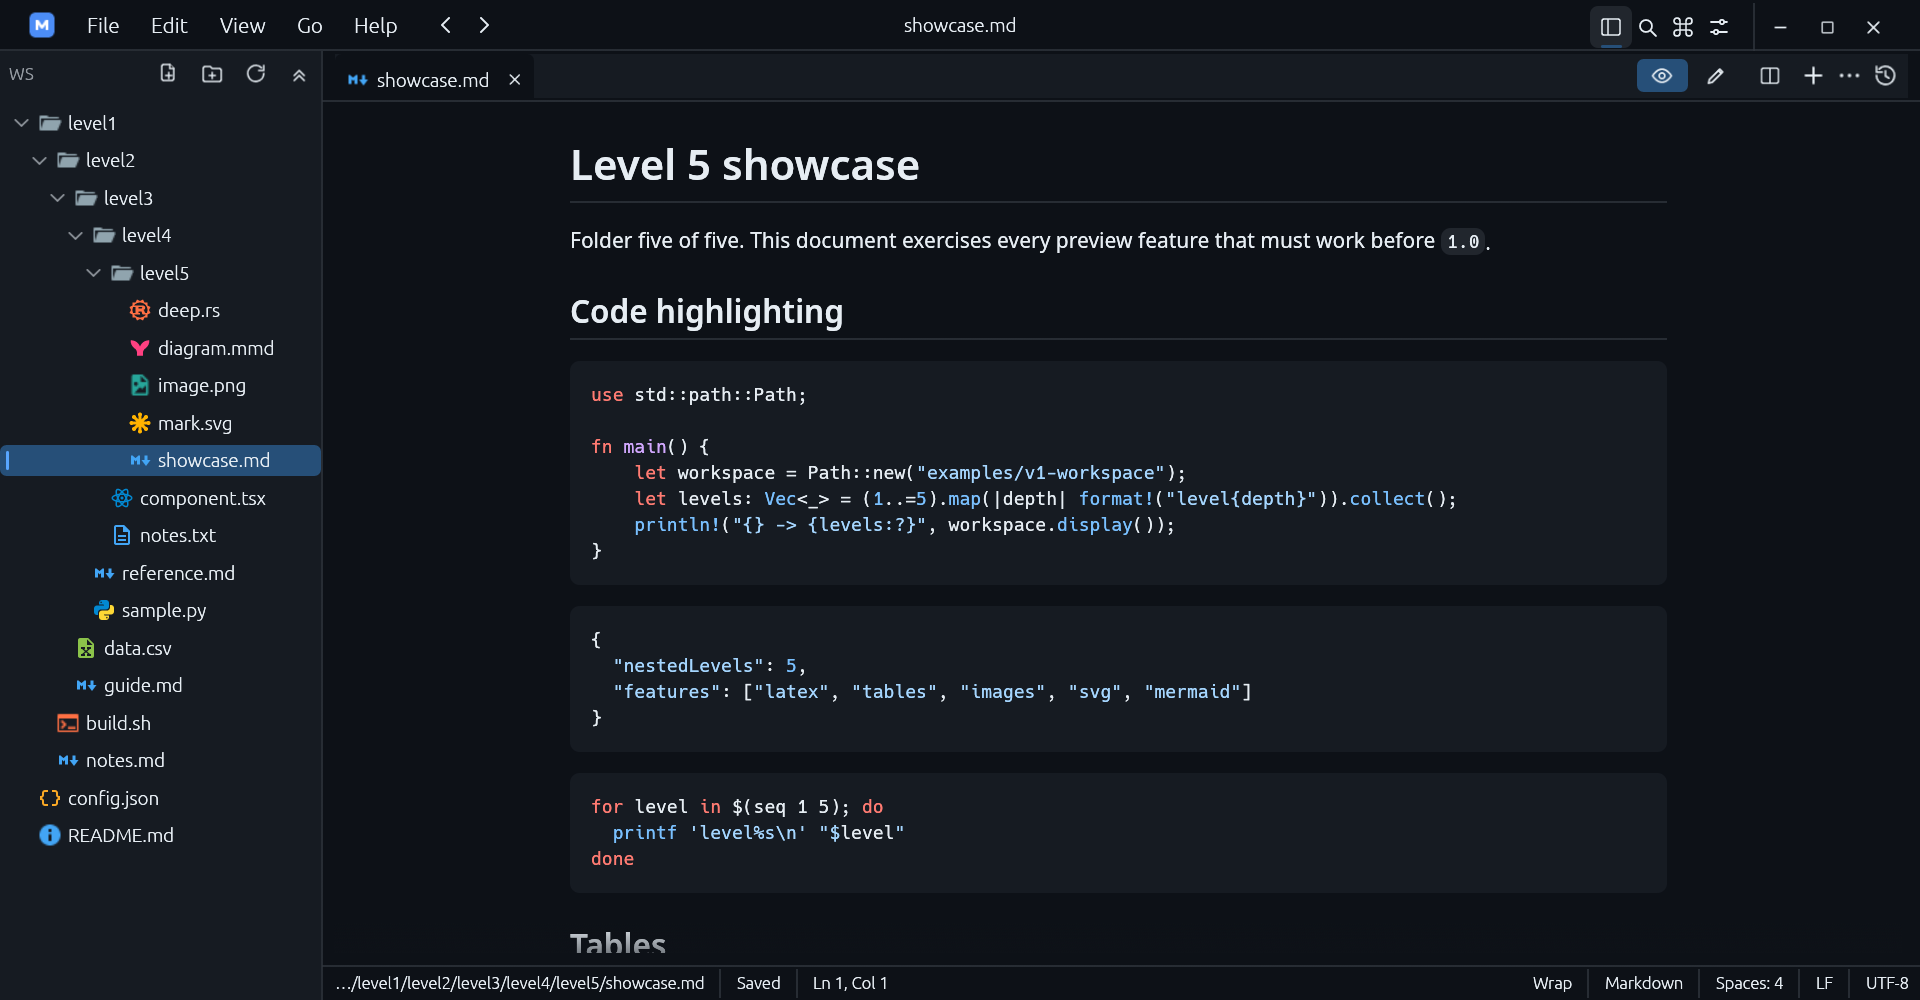 M File Edit View Go Help showcase.md
WS
showcase.md
level1
level2
level3
level4
level5
deep.rs
diagram.mmd
image.png
mark.svg
showcase.md
component.tsx
notes.txt
reference.md
sample.py
data.csv
guide.md
build.sh
notes.md
config.json
README.md
Level 5 showcase
Folder five of five. This document exercises every preview feature that must work before 1.0.
Code highlighting
use std::path::Path;
fn main() {
    let workspace = Path::new("examples/v1-workspace");
    let levels: Vec<_> = (1..=5).map(|depth| format!("level{depth}")).collect();
    println!("{} -> {levels:?}", workspace.display());
}
{
  "nestedLevels": 5,
  "features": ["latex", "tables", "images", "svg", "mermaid"]
}
for level in $(seq 1 5); do
  printf 'level%s\n' "$level"
done
Tables
…/level1/level2/level3/level4/level5/showcase.md Saved Ln 1, Col 1 Wrap Markdown Spaces: 4 LF UTF-8